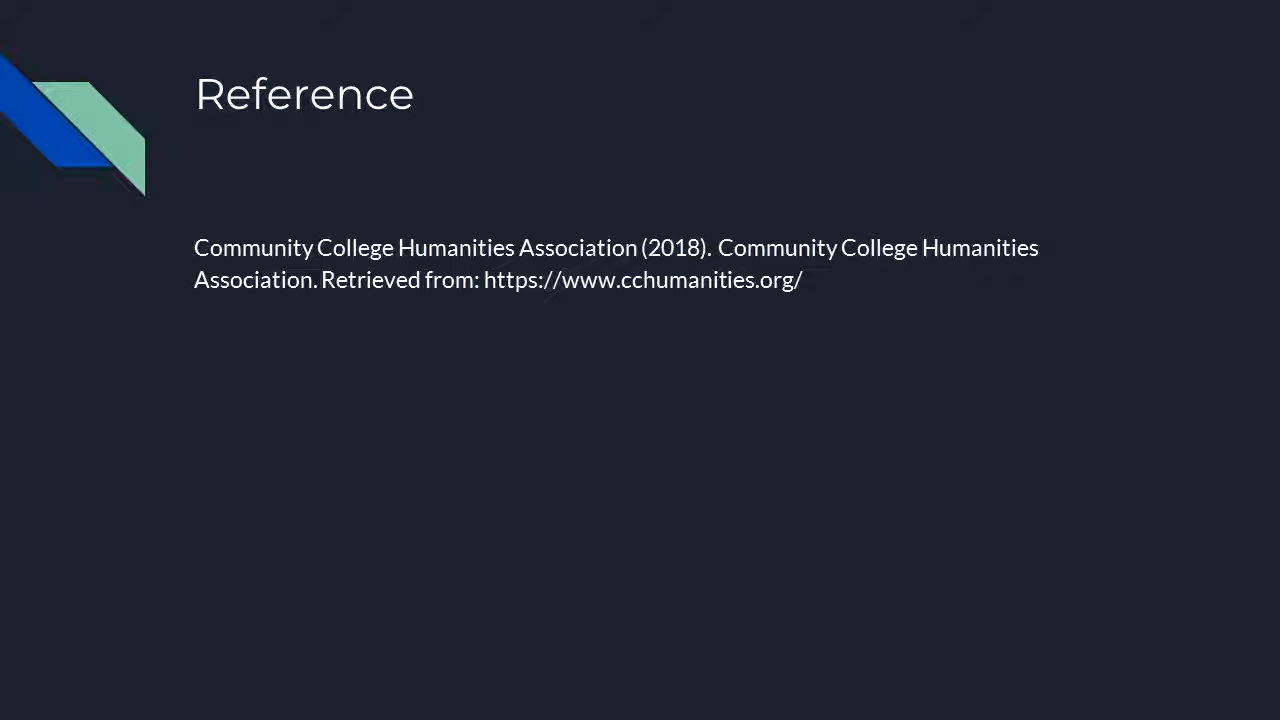 Reference
Community College Humanities Association (2018). Community College Humanities
Association. Retrieved from: https://www.cchumanities.org/